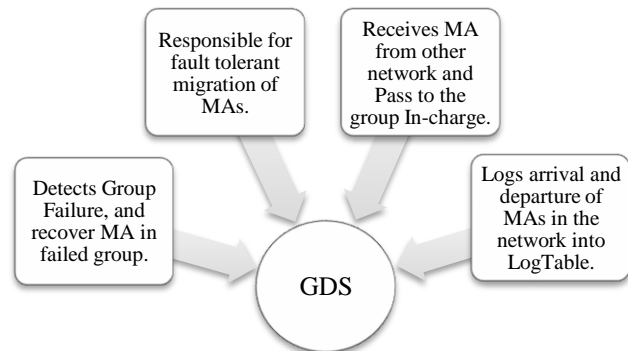 Responsible for
fault tolerant
migration of
MAs.
Receives MA
from other
network and
Pass to the
group In-charge.
Detects Group
Failure, and
recover MA in
failed group.
Logs arrival and
departure of
MAs in the
network into
LogTable.
GDS